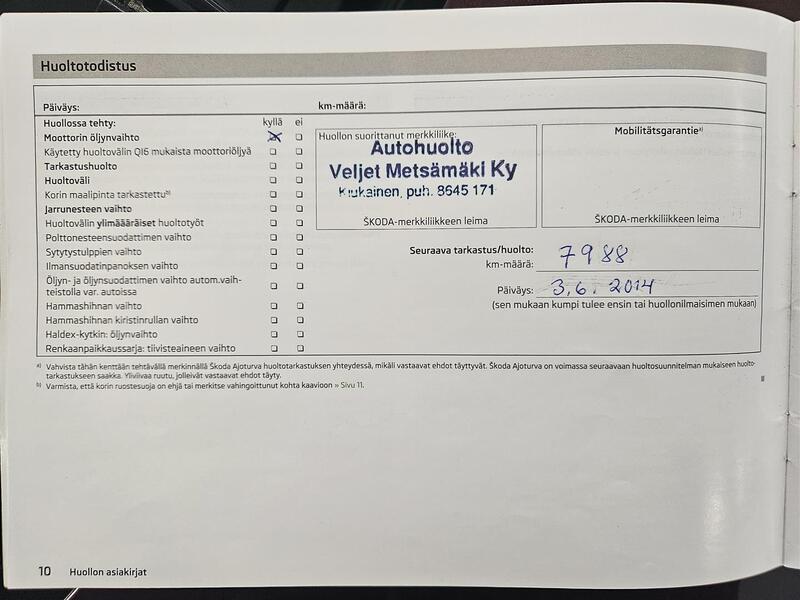 Huoltotodistus
Päiväys: km-määrä:
Huollossa tehty: kyllä ei
Moottorin öljynvaihto
Käytetty huoltovälin QI6 mukaista moottoriöljyä
Tarkastushuolto
Huoltoväli
Korin maalipinta tarkastettu b)
Jarrunesteen vaihto
Huoltovälin ylimääräiset huoltotyöt
Polttonesteensuodattimen vaihto
Sytytystulppien vaihto
Ilmansuodatinpanoksen vaihto
Öljyn- ja öljynsuodattimen vaihto autom.vaih-
teistolla var. autoissa
Hammashihnan vaihto
Hammashihnan kiristinrullan vaihto
Haldex-kytkin: öljynvaihto
Renkaanpaikkaussarja: tiivisteaineen vaihto
Huollon suorittanut merkkiliike:
Autohuolto
Veljet Metsämäki Ky
Kiukainen, puh. 8645 171
ŠKODA-merkkiliikkeen leima
Mobilitätsgarantie a)
ŠKODA-merkkiliikkeen leima
Seuraava tarkastus/huolto:
km-määrä: 7988
Päiväys: 3.6. 2014
(sen mukaan kumpi tulee ensin tai huollonilmaisimen mukaan)
a) Vahvista tähän kenttään tehtävällä merkinnällä Škoda Ajoturva huoltotarkastuksen yhteydessä, mikäli vastaavat ehdot täyttyvät. Škoda Ajoturva on voimassa seuraavaan huoltosuunnitelman mukaiseen huolto-
tarkastukseen saakka. Yliviivaa ruutu, jolleivät vastaavat ehdot täyty.
b) Varmista, että korin ruostesuoja on ehjä tai merkitse vahingoittunut kohta kaavioon » Sivu 11.
10 Huollon asiakirjat